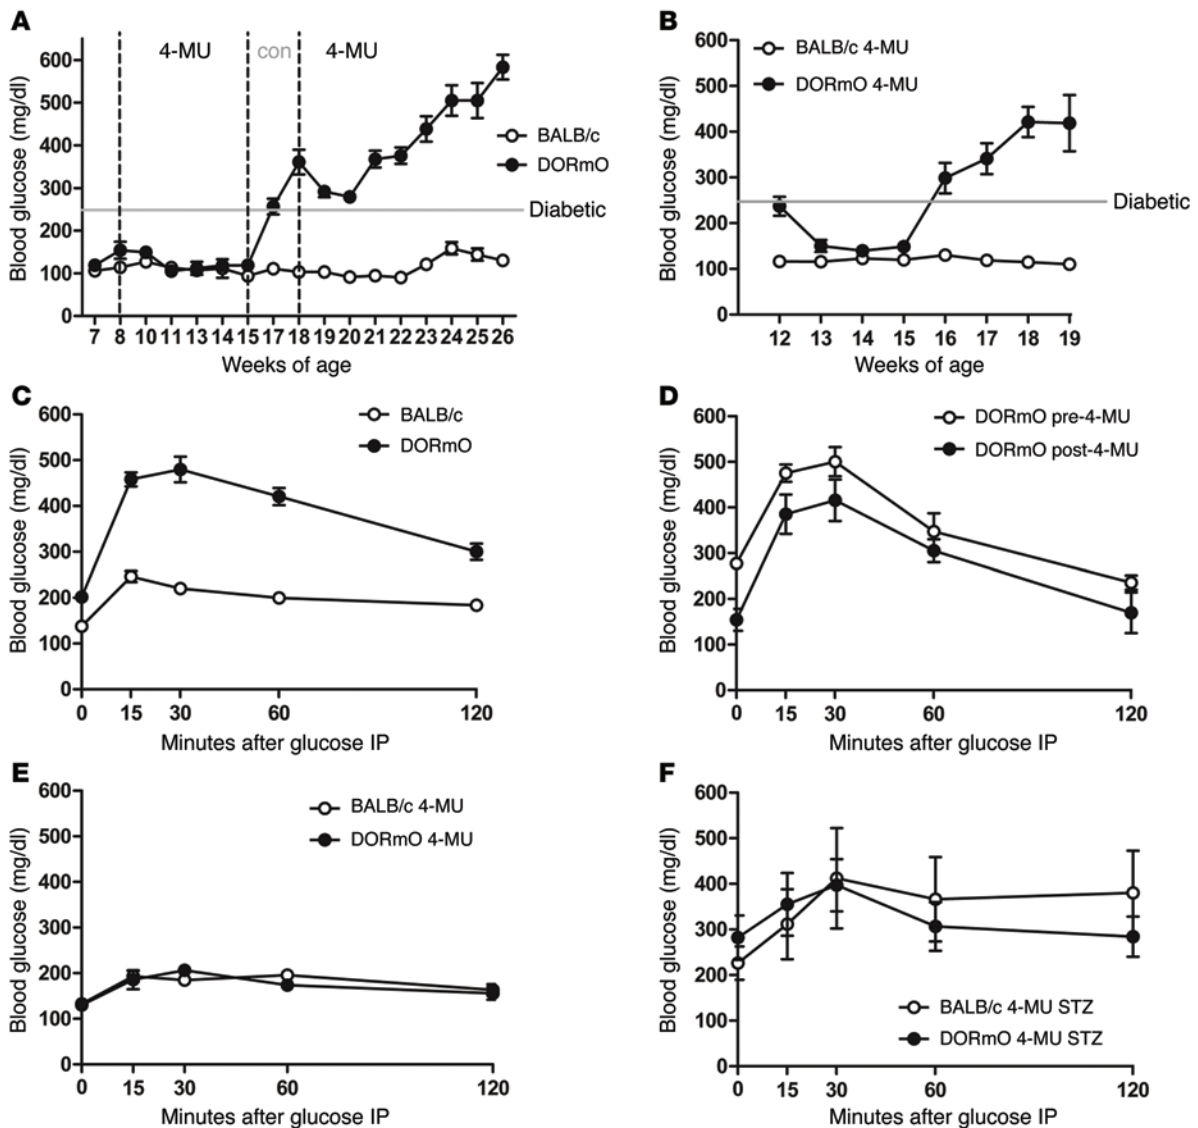 A
4-MU
con
4-MU
Blood glucose (mg/dl)
600
500
400
300
200
100
0
BALB/c
DORmO
Diabetic
7 8 10 11 13 14 15 17 18 19 20 21 22 23 24 25 26
Weeks of age
B
BALB/c 4-MU
DORmO 4-MU
Blood glucose (mg/dl)
600
500
400
300
200
100
0
Diabetic
12 13 14 15 16 17 18 19
Weeks of age
C
BALB/c
DORmO
Blood glucose (mg/dl)
600
500
400
300
200
100
0
0 15 30 60 120
Minutes after glucose IP
D
DORmO pre-4-MU
DORmO post-4-MU
Blood glucose (mg/dl)
600
500
400
300
200
100
0
0 15 30 60 120
Minutes after glucose IP
E
BALB/c 4-MU
DORmO 4-MU
Blood glucose (mg/dl)
600
500
400
300
200
100
0
0 15 30 60 120
Minutes after glucose IP
F
Blood glucose (mg/dl)
600
500
400
300
200
100
0
BALB/c 4-MU STZ
DORmO 4-MU STZ
0 15 30 60 120
Minutes after glucose IP